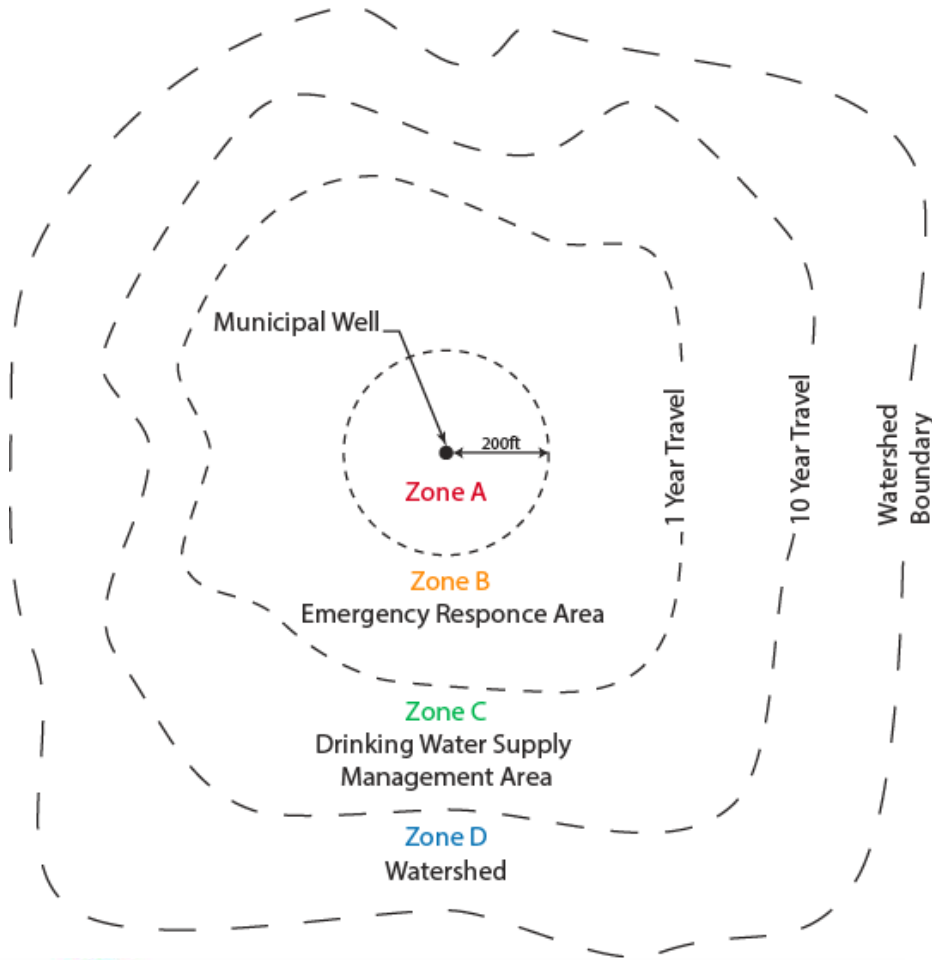 Municipal Well
200ft
Zone A
Zone B
Emergency Responce Area
Zone C
Drinking Water Supply
Management Area
Zone D
Watershed
1 Year Travel
10 Year Travel
Watershed
Boundary